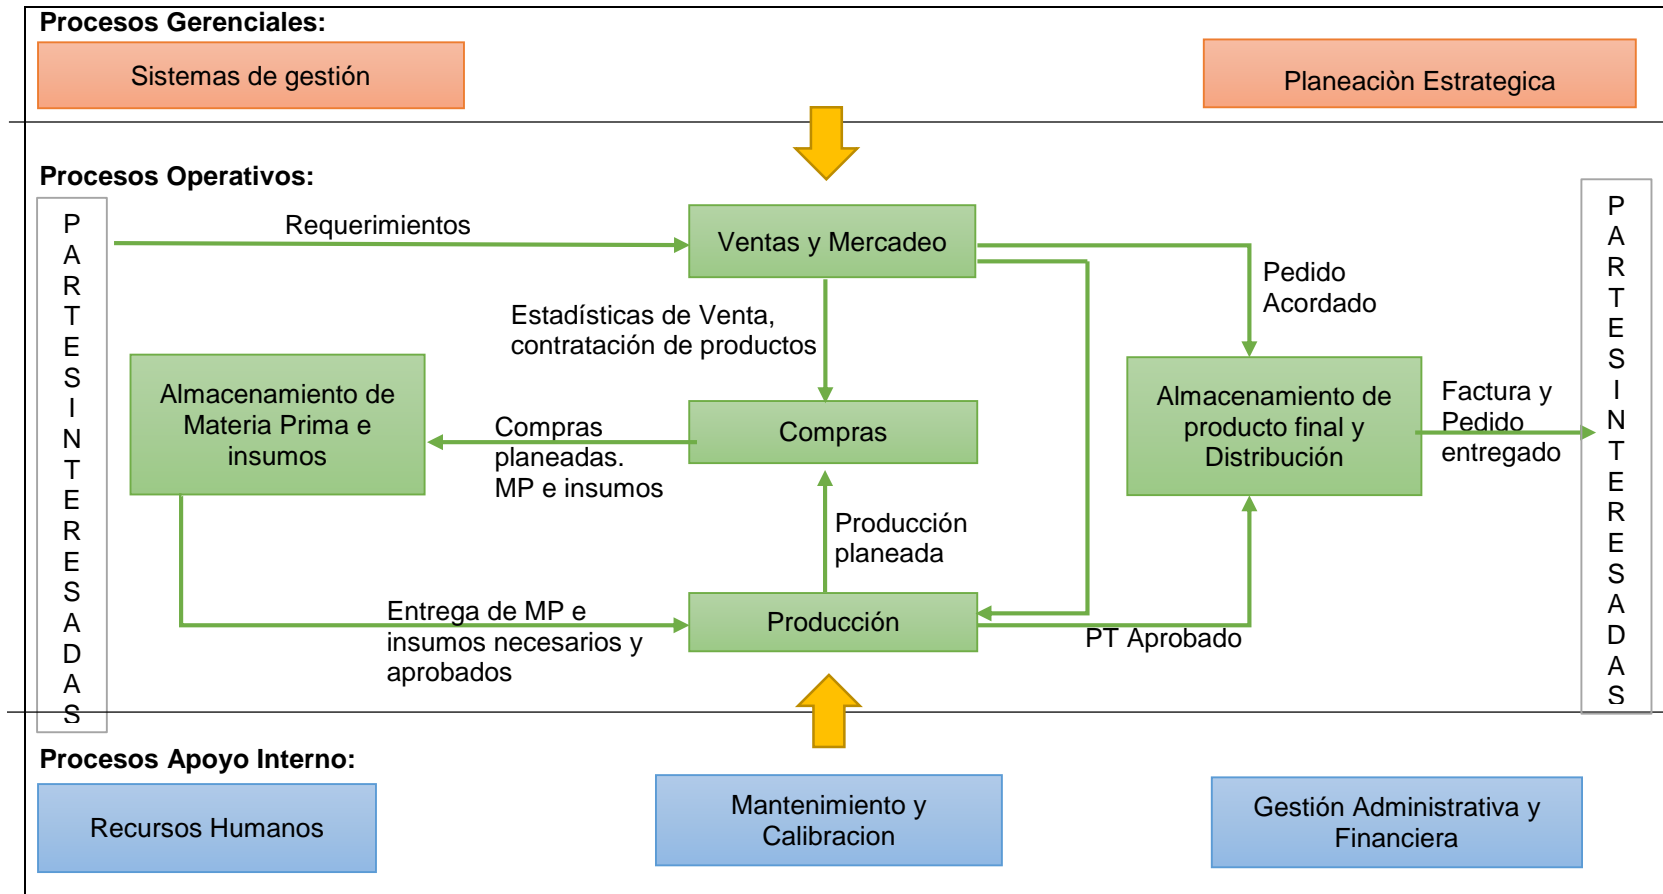 Procesos Gerenciales:
Sistemas de gestión
Planeaciòn Estrategica
Procesos Operativos:
P
A
R
T
E
S
I
N
T
E
R
E
S
A
D
A
S
Requerimientos
Ventas y Mercadeo
Pedido
Acordado
Estadísticas de Venta,
contratación de productos
Almacenamiento de
Materia Prima e
insumos
Compras
planeadas.
MP e insumos
Compras
Almacenamiento de
producto final y
Distribución
Factura y
Pedido
entregado
Producción
planeada
Entrega de MP e
insumos necesarios y
aprobados
Producción
PT Aprobado
P
A
R
T
E
S
I
N
T
E
R
E
S
A
D
A
S
Procesos Apoyo Interno:
Recursos Humanos
Mantenimiento y
Calibracion
Gestión Administrativa y
Financiera